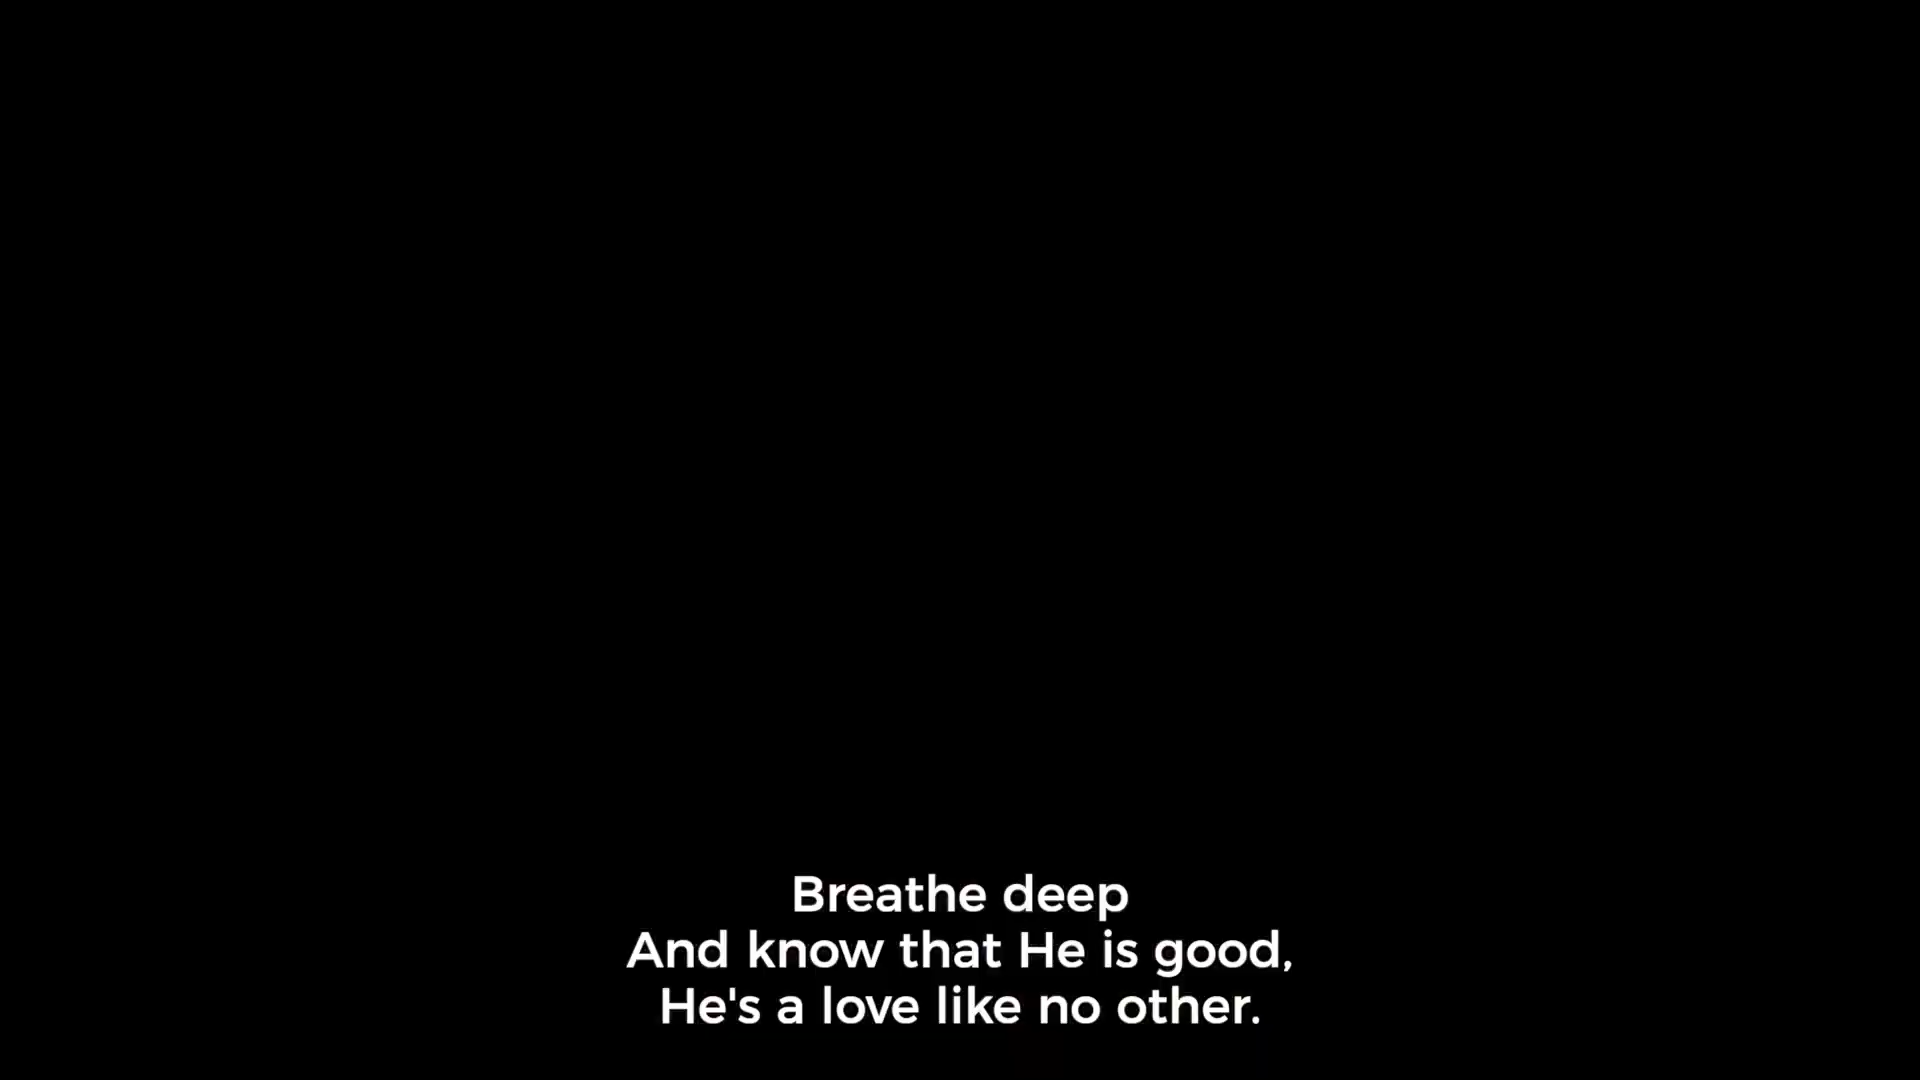 Breathe deep
And know that He is good,
He's a love like no other.